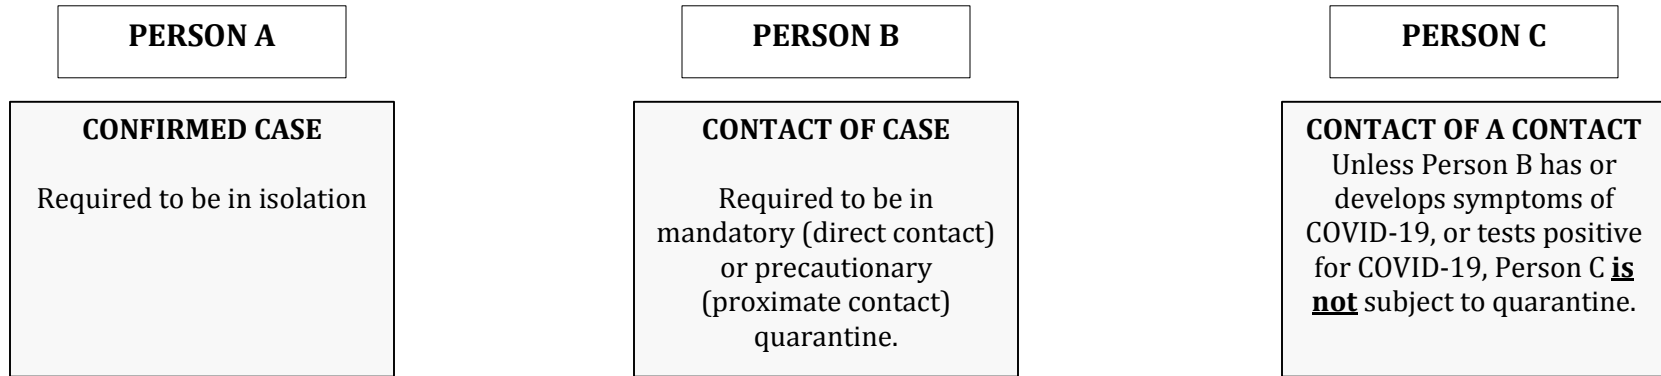 PERSON A
PERSON B
PERSON C
CONFIRMED CASE
Required to be in isolation
CONTACT OF CASE
Required to be in
mandatory (direct contact)
or precautionary
(proximate contact)
quarantine.
CONTACT OF A CONTACT
Unless Person B has or
develops symptoms of
COVID-19, or tests positive
for COVID-19, Person C is
not subject to quarantine.